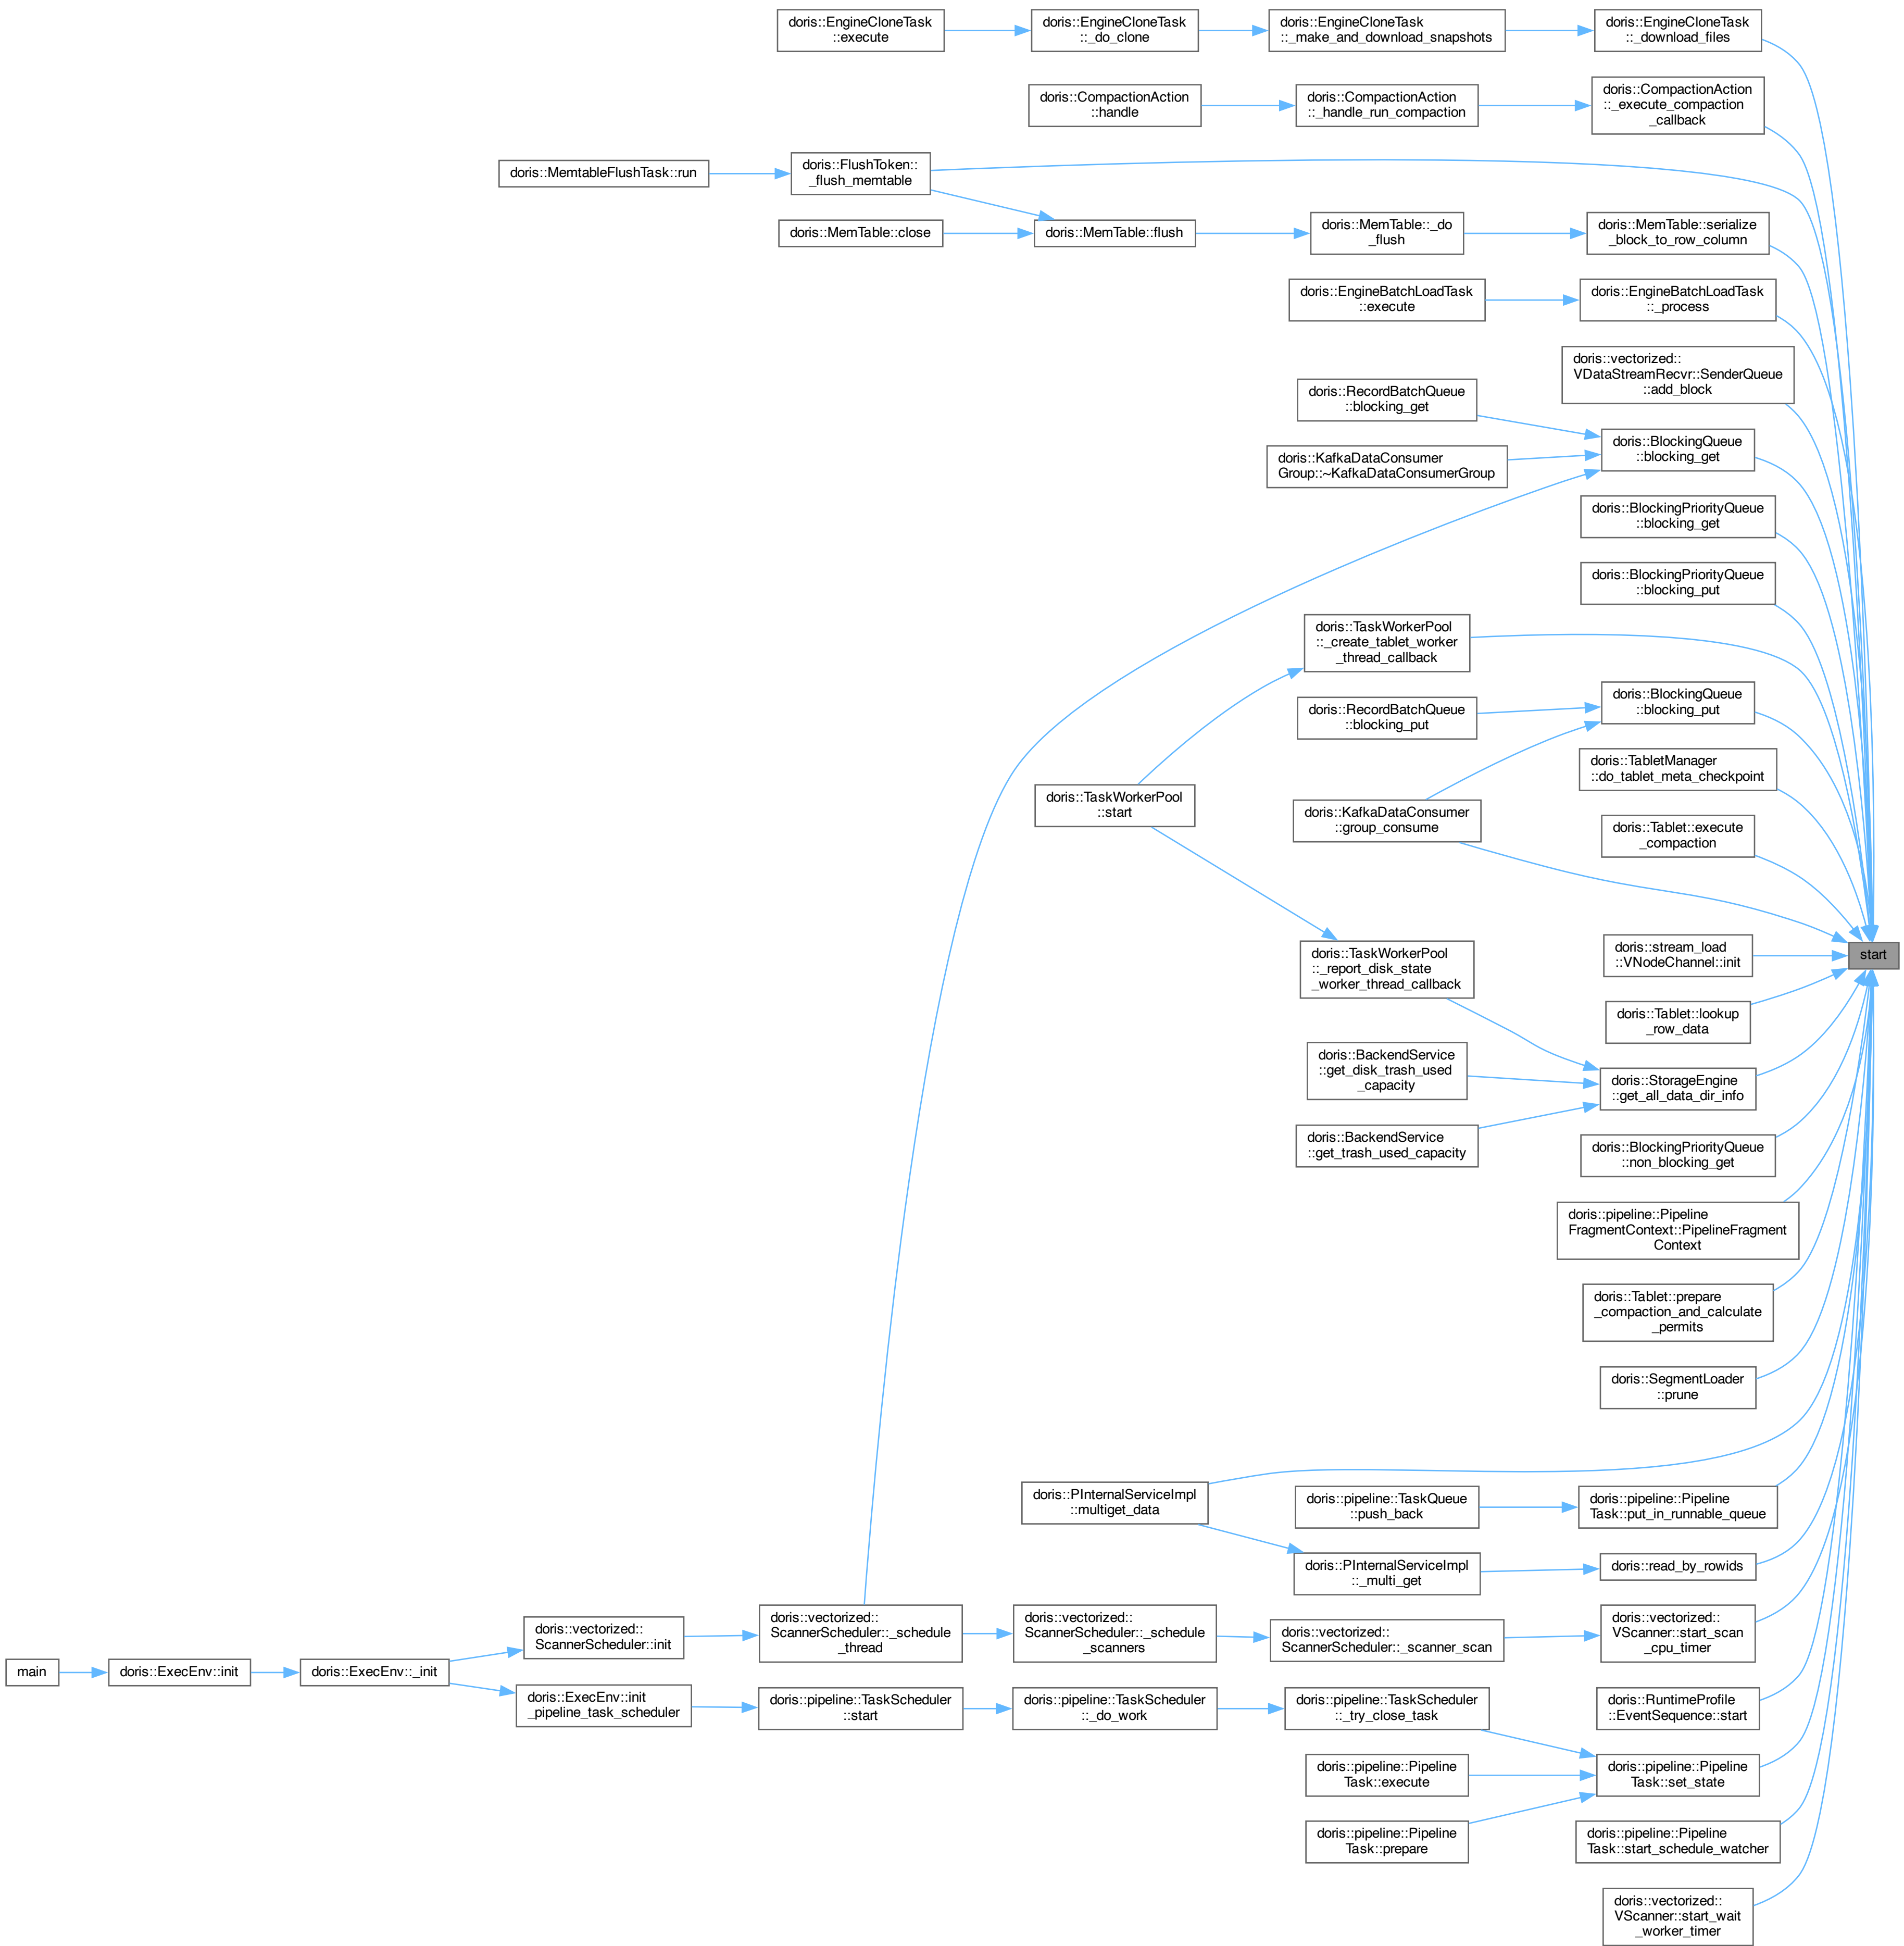 doris::EngineCloneTask
::execute
doris::EngineCloneTask
::_do_clone
doris::EngineCloneTask
::_make_and_download_snapshots
doris::EngineCloneTask
::_download_files
doris::CompactionAction
::handle
doris::CompactionAction
::_handle_run_compaction
doris::CompactionAction
::_execute_compaction
_callback
doris::MemtableFlushTask::run
doris::FlushToken::
_flush_memtable
doris::MemTable::close
doris::MemTable::flush
doris::MemTable::_do
_flush
doris::MemTable::serialize
_block_to_row_column
doris::EngineBatchLoadTask
::execute
doris::EngineBatchLoadTask
::_process
doris::vectorized::
VDataStreamRecvr::SenderQueue
::add_block
doris::RecordBatchQueue
::blocking_get
doris::KafkaDataConsumer
Group::~KafkaDataConsumerGroup
doris::BlockingQueue
::blocking_get
doris::BlockingPriorityQueue
::blocking_get
doris::BlockingPriorityQueue
::blocking_put
doris::TaskWorkerPool
::_create_tablet_worker
_thread_callback
doris::RecordBatchQueue
::blocking_put
doris::BlockingQueue
::blocking_put
doris::TabletManager
::do_tablet_meta_checkpoint
doris::TaskWorkerPool
::start
doris::KafkaDataConsumer
::group_consume
doris::Tablet::execute
_compaction
doris::TaskWorkerPool
::_report_disk_state
_worker_thread_callback
doris::stream_load
::VNodeChannel::init
start
doris::Tablet::lookup
_row_data
doris::BackendService
::get_disk_trash_used
_capacity
doris::StorageEngine
::get_all_data_dir_info
doris::BackendService
::get_trash_used_capacity
doris::BlockingPriorityQueue
::non_blocking_get
doris::pipeline::Pipeline
FragmentContext::PipelineFragment
Context
doris::Tablet::prepare
_compaction_and_calculate
_permits
doris::SegmentLoader
::prune
doris::PInternalServiceImpl
::multiget_data
doris::pipeline::TaskQueue
::push_back
doris::pipeline::Pipeline
Task::put_in_runnable_queue
doris::PInternalServiceImpl
::_multi_get
doris::read_by_rowids
doris::vectorized::
ScannerScheduler::init
doris::vectorized::
ScannerScheduler::_schedule
_thread
doris::vectorized::
ScannerScheduler::_schedule
_scanners
doris::vectorized::
ScannerScheduler::_scanner_scan
doris::vectorized::
VScanner::start_scan
_cpu_timer
main
doris::ExecEnv::init
doris::ExecEnv::_init
doris::ExecEnv::init
_pipeline_task_scheduler
doris::pipeline::TaskScheduler
::start
doris::pipeline::TaskScheduler
::_do_work
doris::pipeline::TaskScheduler
::_try_close_task
doris::RuntimeProfile
::EventSequence::start
doris::pipeline::Pipeline
Task::execute
doris::pipeline::Pipeline
Task::set_state
doris::pipeline::Pipeline
Task::prepare
doris::pipeline::Pipeline
Task::start_schedule_watcher
doris::vectorized::
VScanner::start_wait
_worker_timer